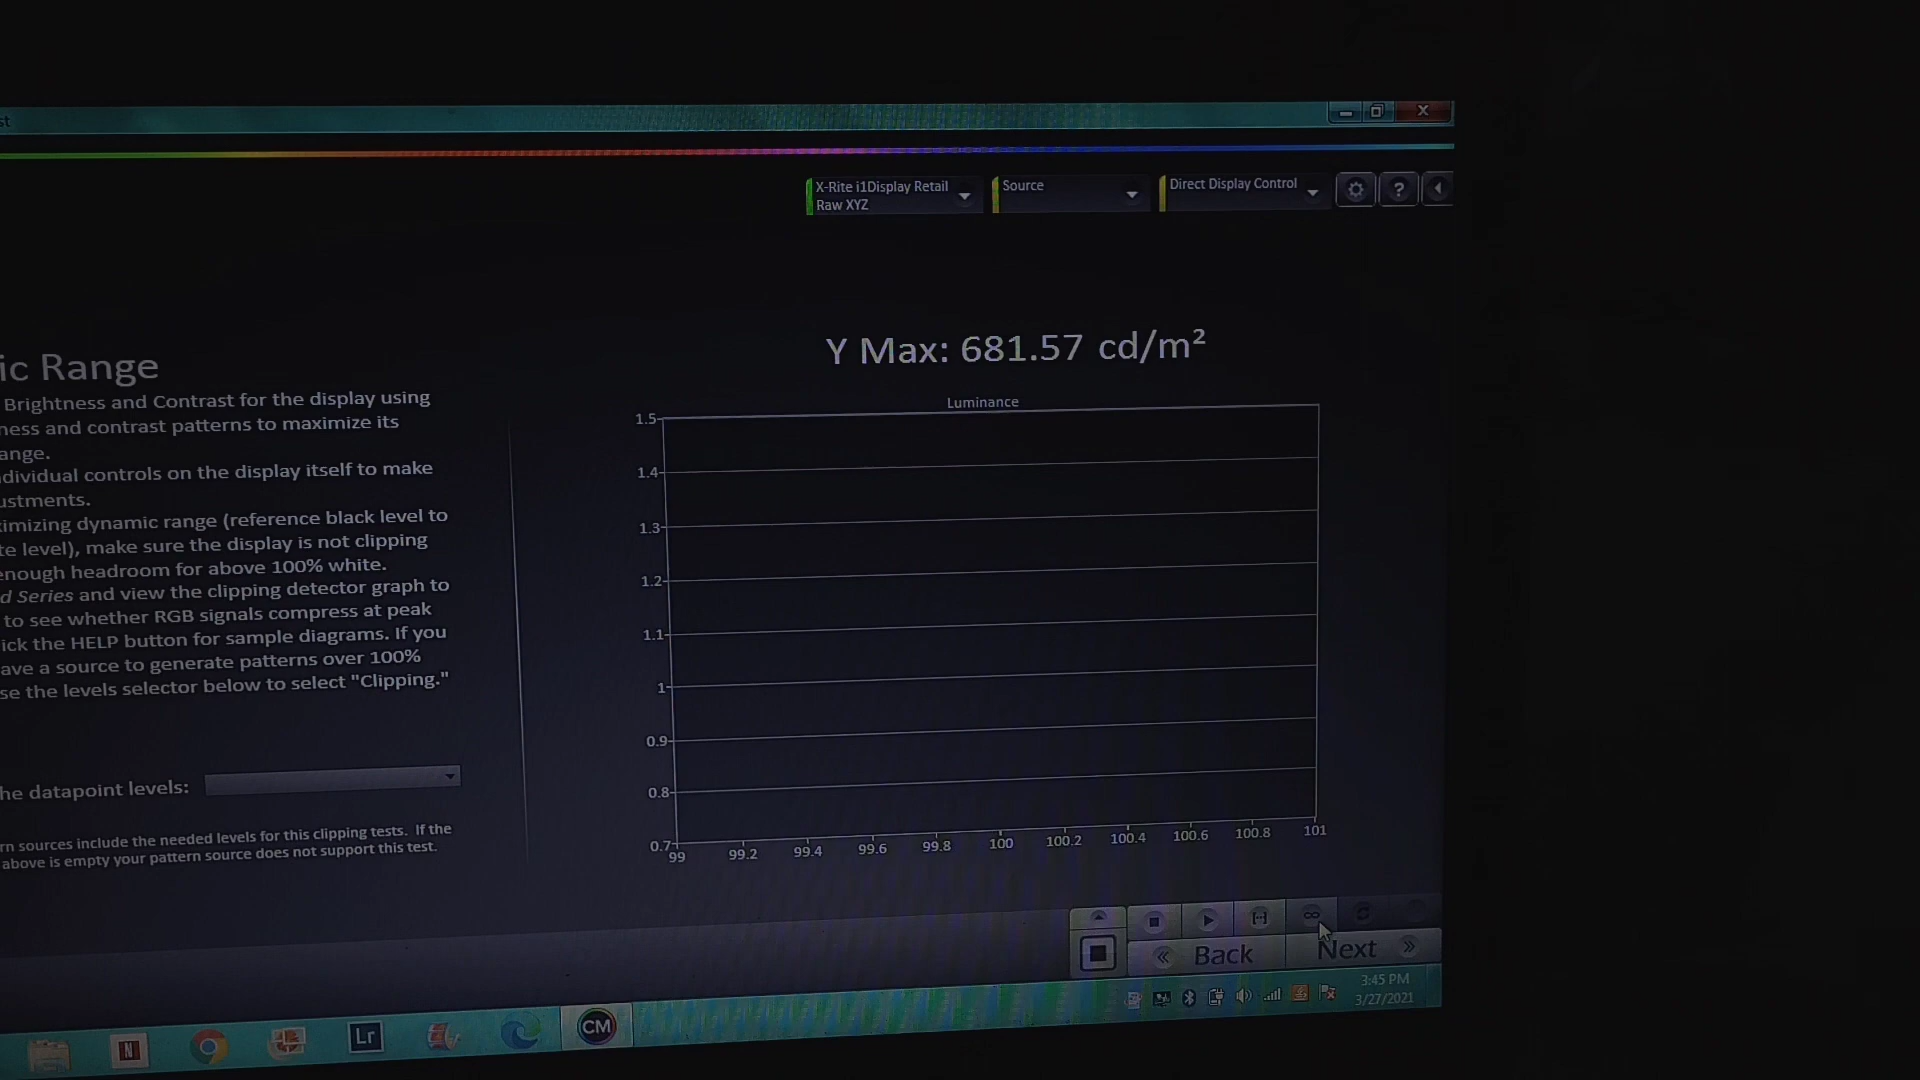 st
X
X-Rite i1Display Retail
Raw XYZ
Source
Direct Display Control
?
Y Max: 681.57 cd/m²
ic Range
Brightness and Contrast for the display using
ness and contrast patterns to maximize its
ange.
dividual controls on the display itself to make
ustments.
ximizing dynamic range (reference black level to
te level), make sure the display is not clipping
enough headroom for above 100% white.
d Series and view the clipping detector graph to
to see whether RGB signals compress at peak
ick the HELP button for sample diagrams. If you
ave a source to generate patterns over 100%
se the levels selector below to select "Clipping."
he datapoint levels:
rn sources include the needed levels for this clipping tests. If the
above is empty your pattern source does not support this test.
Luminance
1.5
1.4
1.3
1.2
1.1
1
0.9
0.8
0.7
99 99.2 99.4 99.6 99.8 100 100.2 100.4 100.6 100.8 101
« Back
Next »
3:45 PM
3/27/2021
N
Lr
CM